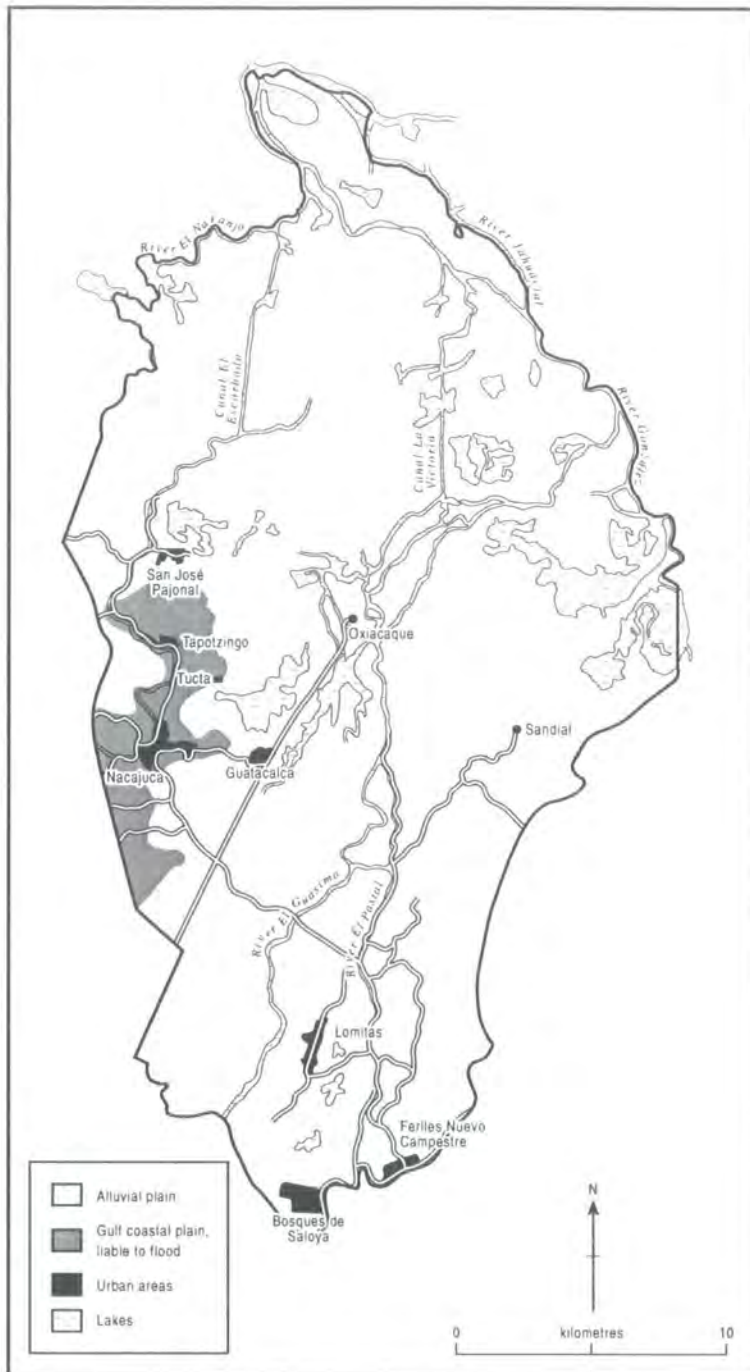 River El Naranjo
River Jahuactal
Canal El
Escarbado
Canal La
Victoria
River González
San José
Pajonal
Tapotzingo
Oxiacaque
Tucta
Sandial
Nacajuca
Guatacalca
River El Guasimo
River El Pastal
Lomitas
Feriles Nuevo
Campestre
Bosques de
Saloya
Alluvial plain
Gulf coastal plain,
liable to flood
Urban areas
Lakes
N
0
kilometres
10